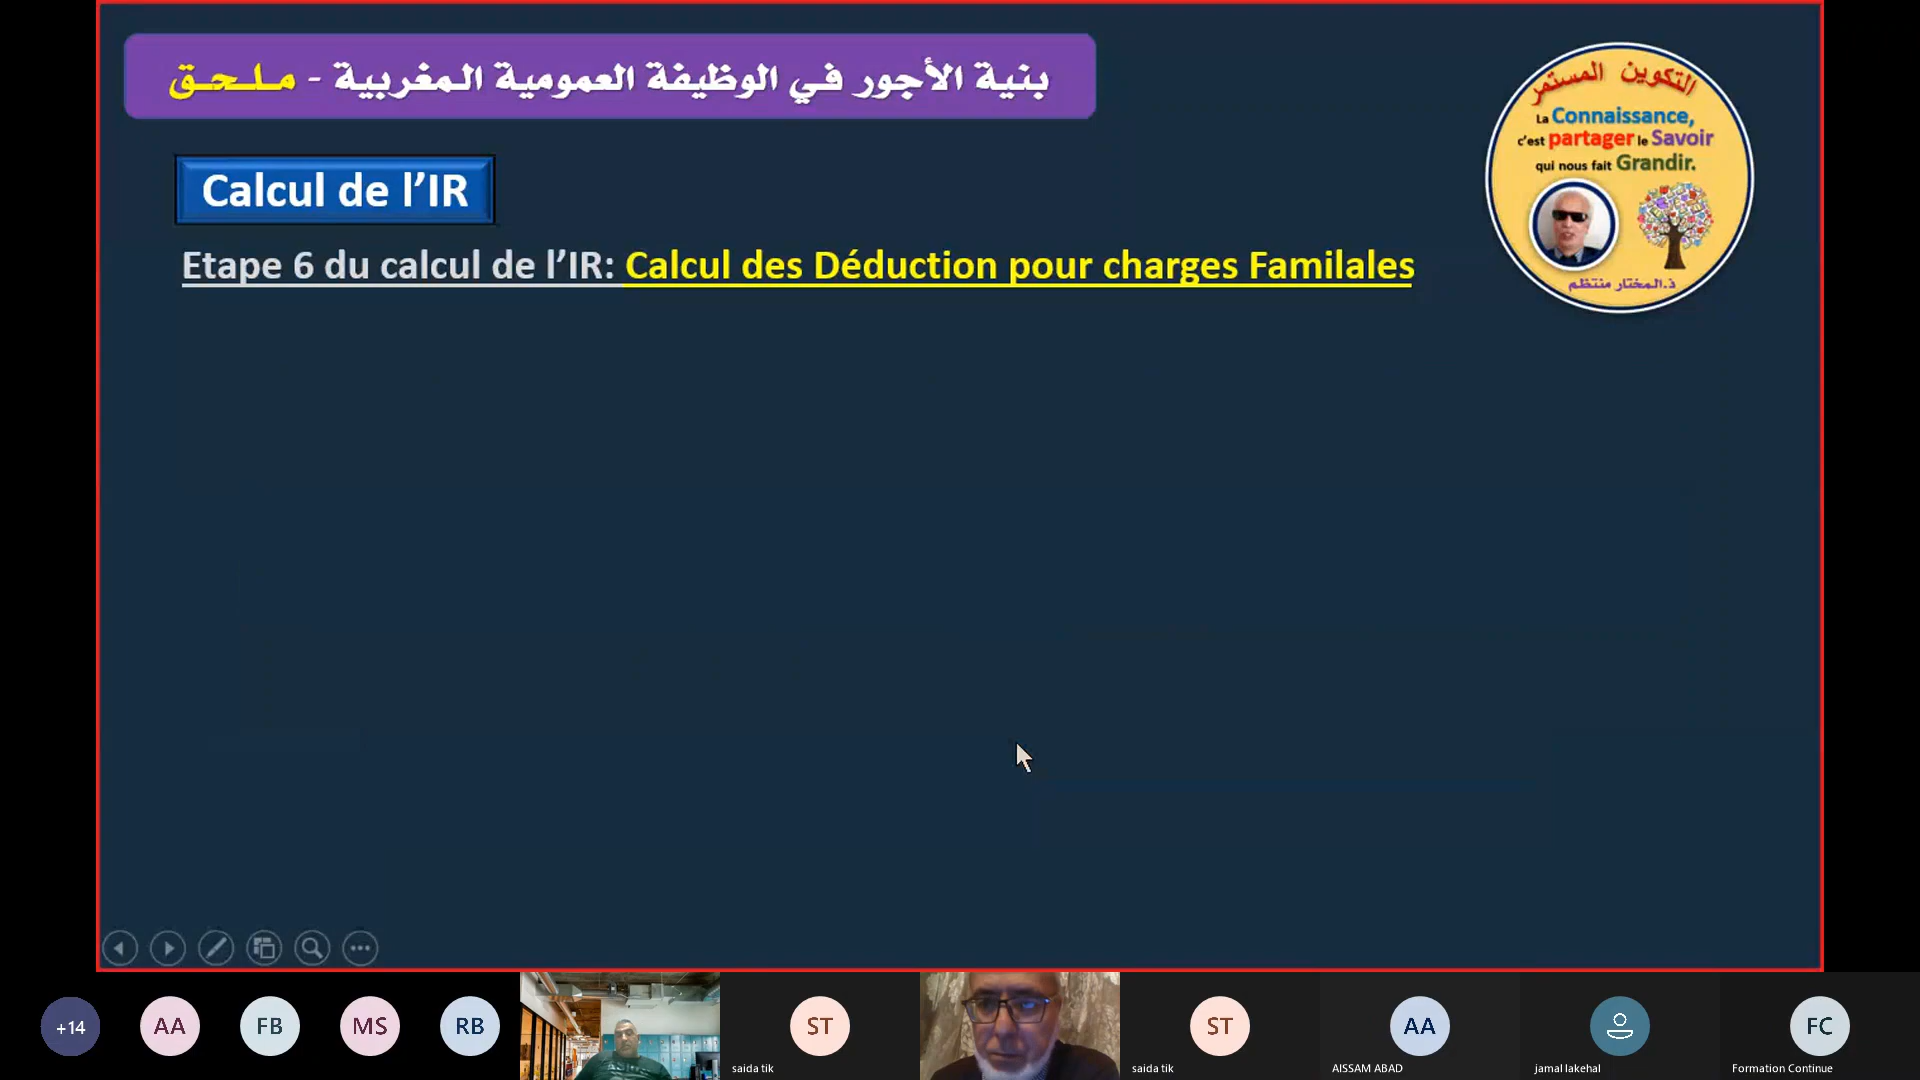 بنية الأجور في الوظيفة العمومية المغربية - ملحق
التكوين المستمر
La Connaissance,
c'est partager le Savoir
qui nous fait Grandir.
ذ.المختار منتظم
Calcul de l’IR
Etape 6 du calcul de l’IR: Calcul des Déduction pour charges Familales
+14
AA
FB
MS
RB
ST
saida tik
ST
saida tik
AA
AISSAM ABAD
jamal lakehal
FC
Formation Continue